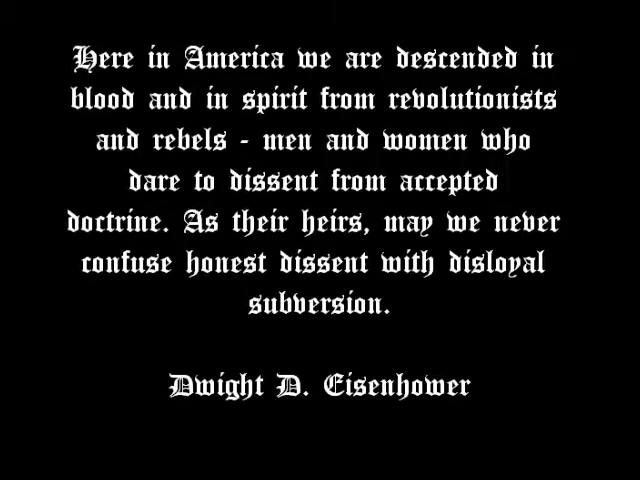 Here in America we are descended in
blood and in spirit from revolutionists
and rebels - men and women who
dare to dissent from accepted
doctrine. As their heirs, may we never
confuse honest dissent with disloyal
subversion.
Dwight D. Eisenhower